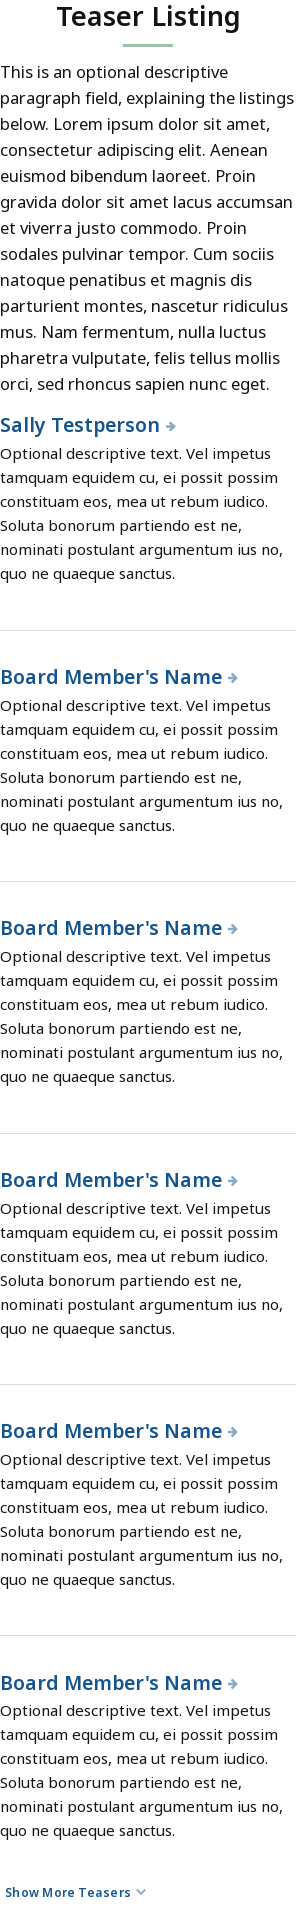 Teaser Listing
This is an optional descriptive
paragraph field, explaining the listings
below. Lorem ipsum dolor sit amet,
consectetur adipiscing elit. Aenean
euismod bibendum laoreet. Proin
gravida dolor sit amet lacus accumsan
et viverra justo commodo. Proin
sodales pulvinar tempor. Cum sociis
natoque penatibus et magnis dis
parturient montes, nascetur ridiculus
mus. Nam fermentum, nulla luctus
pharetra vulputate, felis tellus mollis
orci, sed rhoncus sapien nunc eget.
Sally Testperson
Optional descriptive text. Vel impetus
tamquam equidem cu, ei possit possim
constituam eos, mea ut rebum iudico.
Soluta bonorum partiendo est ne,
nominati postulant argumentum ius no,
quo ne quaeque sanctus.
Board Member's Name
Optional descriptive text. Vel impetus
tamquam equidem cu, ei possit possim
constituam eos, mea ut rebum iudico.
Soluta bonorum partiendo est ne,
nominati postulant argumentum ius no,
quo ne quaeque sanctus.
Board Member's Name
Optional descriptive text. Vel impetus
tamquam equidem cu, ei possit possim
constituam eos, mea ut rebum iudico.
Soluta bonorum partiendo est ne,
nominati postulant argumentum ius no,
quo ne quaeque sanctus.
Board Member's Name
Optional descriptive text. Vel impetus
tamquam equidem cu, ei possit possim
constituam eos, mea ut rebum iudico.
Soluta bonorum partiendo est ne,
nominati postulant argumentum ius no,
quo ne quaeque sanctus.
Board Member's Name
Optional descriptive text. Vel impetus
tamquam equidem cu, ei possit possim
constituam eos, mea ut rebum iudico.
Soluta bonorum partiendo est ne,
nominati postulant argumentum ius no,
quo ne quaeque sanctus.
Board Member's Name
Optional descriptive text. Vel impetus
tamquam equidem cu, ei possit possim
constituam eos, mea ut rebum iudico.
Soluta bonorum partiendo est ne,
nominati postulant argumentum ius no,
quo ne quaeque sanctus.
Show More Teasers